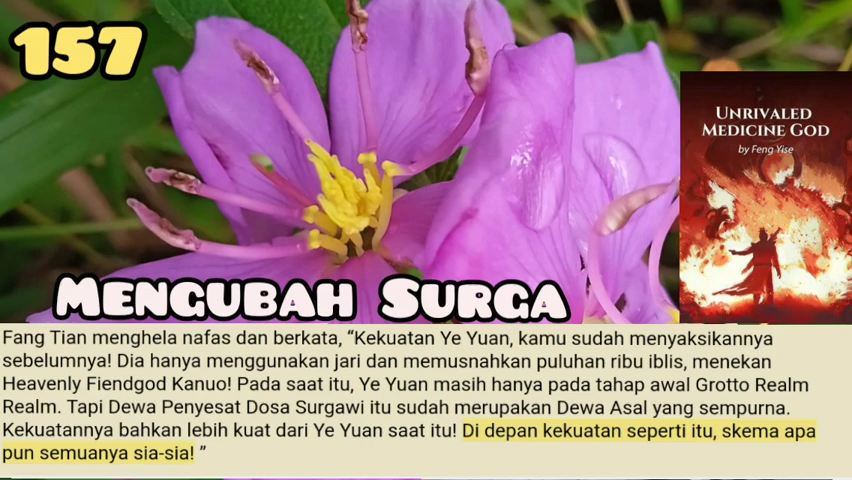 157
UNRIVALED
MEDICINE GOD
by Feng Yise
MENGUBAH SURGA
Fang Tian menghela nafas dan berkata, “Kekuatan Ye Yuan, kamu sudah menyaksikannya
sebelumnya! Dia hanya menggunakan jari dan memusnahkan puluhan ribu iblis, menekan
Heavenly Fiendgod Kanuo! Pada saat itu, Ye Yuan masih hanya pada tahap awal Grotto Realm
Realm. Tapi Dewa Penyesat Dosa Surgawi itu sudah merupakan Dewa Asal yang sempurna.
Kekuatannya bahkan lebih kuat dari Ye Yuan saat itu! Di depan kekuatan seperti itu, skema apa
pun semuanya sia-sia! ”